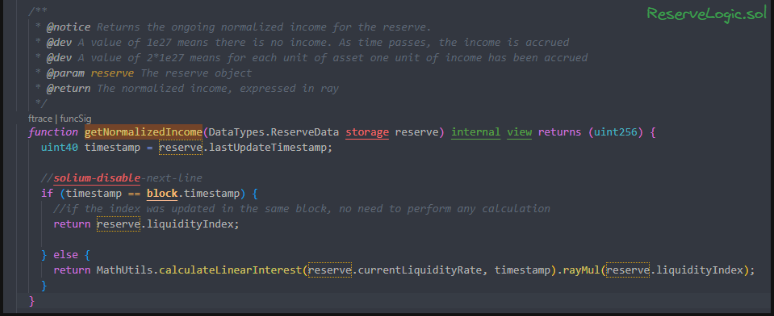 ReserveLogic.sol
/**
* @notice Returns the ongoing normalized income for the reserve.
* @dev A value of 1e27 means there is no income. As time passes, the income is accrued
* @dev A value of 2*1e27 means for each unit of asset one unit of income has been accrued
* @param reserve The reserve object
* @return The normalized income, expressed in ray
*/
ftrace | funcSig
function getNormalizedIncome(DataTypes.ReserveData storage reserve) internal view returns (uint256) {
uint40 timestamp = reserve.lastUpdateTimestamp;
//solium-disable-next-line
if (timestamp == block.timestamp) {
//if the index was updated in the same block, no need to perform any calculation
return reserve.liquidityIndex;
} else {
return MathUtils.calculateLinearInterest(reserve.currentLiquidityRate, timestamp).rayMul(reserve.liquidityIndex);
}
}